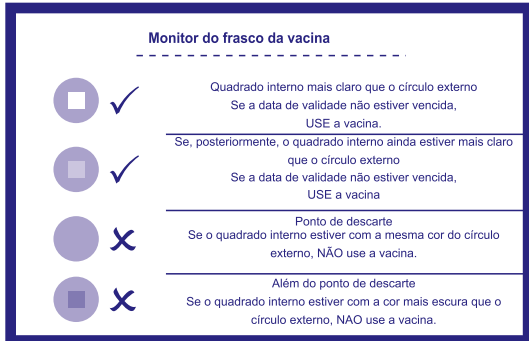 Monitor do frasco da vacina
Quadrado interno mais claro que o círculo externo
Se a data de validade não estiver vencida,
USE a vacina.
Se, posteriormente, o quadrado interno ainda estiver mais claro
que o círculo externo
Se a data de validade não estiver vencida,
USE a vacina
Ponto de descarte
Se o quadrado interno estiver com a mesma cor do círculo
externo, NÃO use a vacina.
Além do ponto de descarte
Se o quadrado interno estiver com a cor mais escura que o
círculo externo, NAO use a vacina.